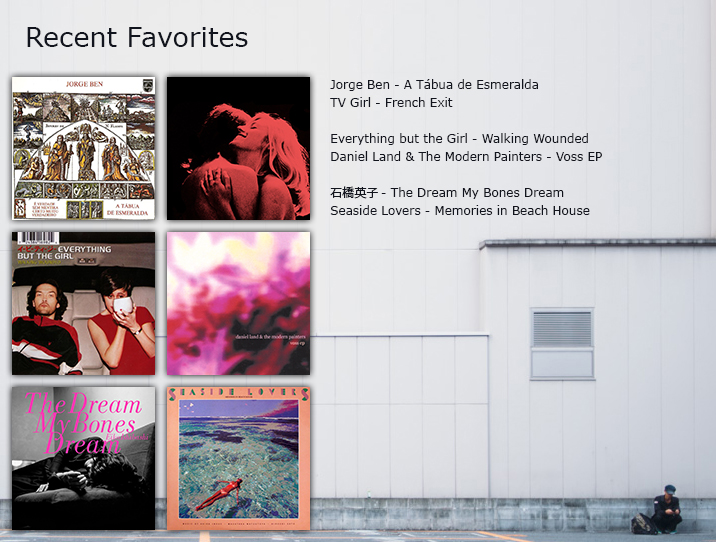 Recent Favorites
Jorge Ben - A Tábua de Esmeralda
TV Girl - French Exit
Everything but the Girl - Walking Wounded
Daniel Land & The Modern Painters - Voss EP
石橋英子 - The Dream My Bones Dream
Seaside Lovers - Memories in Beach House
JORGE BEN
A TÁBUA
DE ESMERALDA
EVERYTHING
BUT THE GIRL
daniel land & the modern painters
voss ep
The Dream
My Bones
Dream
SEASIDE LOVERS